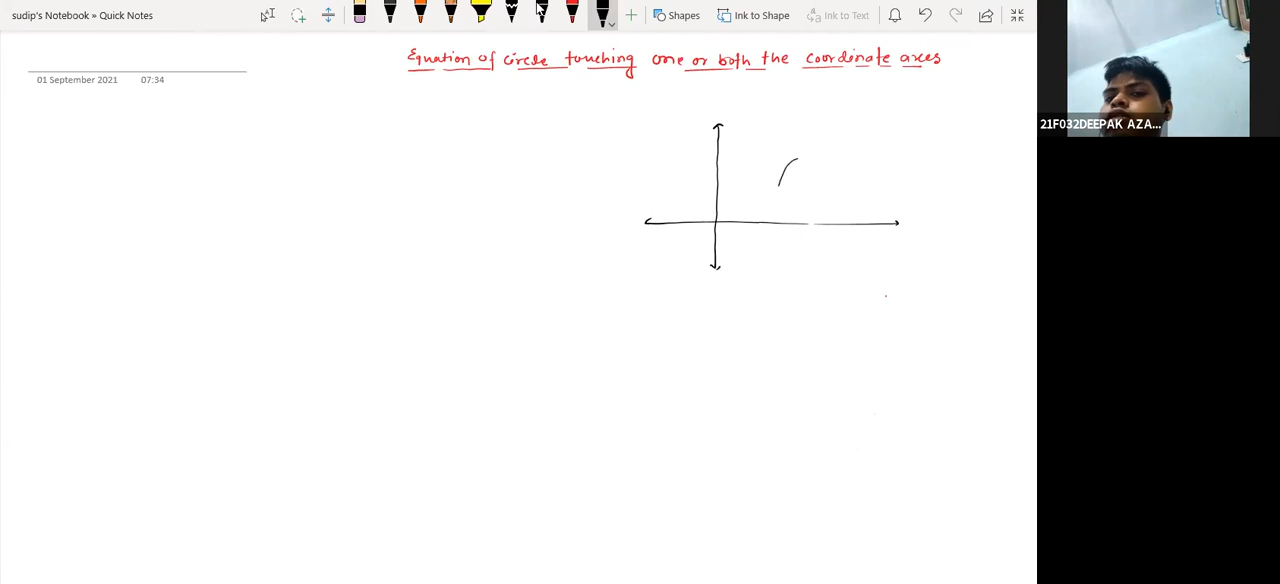 sudip's Notebook » Quick Notes
Shapes
Ink to Shape
Ink to Text
Equation of circle touching one or both the coordinate axes
01 September 2021 07:34
21F032DEEPAK AZA...